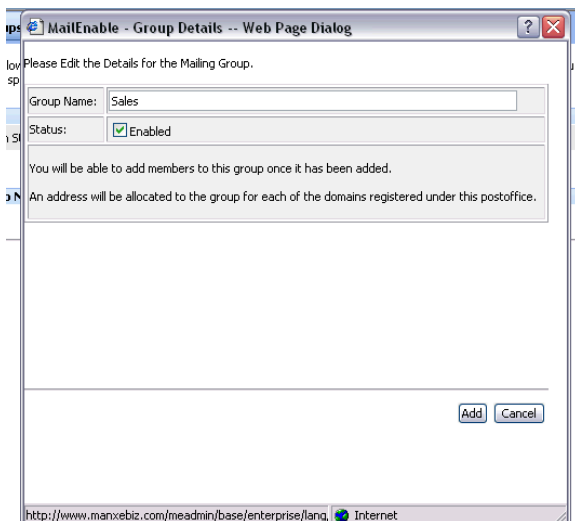 MailEnable - Group Details -- Web Page Dialog
Please Edit the Details for the Mailing Group.
Group Name: Sales
Status: Enabled
You will be able to add members to this group once it has been added.
An address will be allocated to the group for each of the domains registered under this postoffice.
Add Cancel
http://www.manxebiz.com/meadmin/base/enterprise/lang, Internet